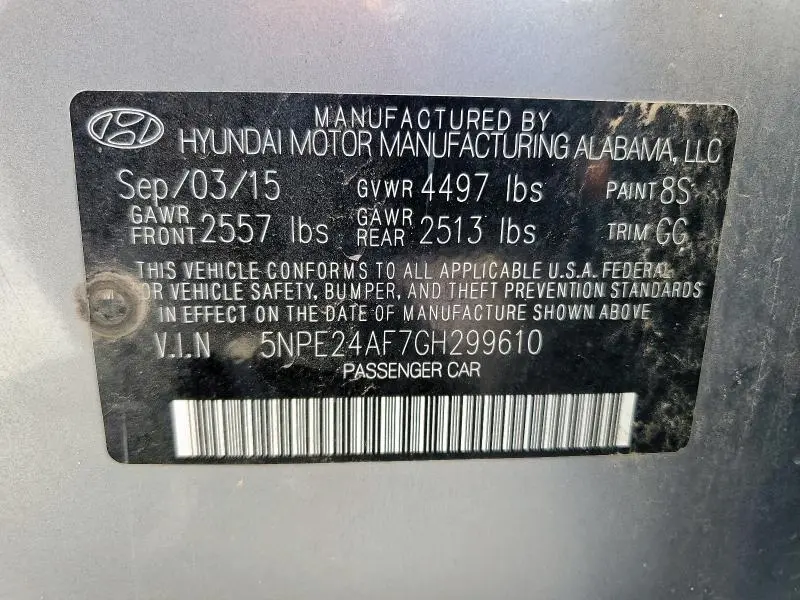 MANUFACTURED BY
HYUNDAI MOTOR MANUFACTURING ALABAMA, LLC
Sep/03/15 GVWR 4497 lbs PAINT 8S
GAWR FRONT 2557 lbs GAWR REAR 2513 lbs TRIM GG
THIS VEHICLE CONFORMS TO ALL APPLICABLE U.S.A. FEDERAL
OR VEHICLE SAFETY, BUMPER, AND THEFT PREVENTION STANDARDS
IN EFFECT ON THE DATE OF MANUFACTURE SHOWN ABOVE
V.I.N 5NPE24AF7GH299610
PASSENGER CAR